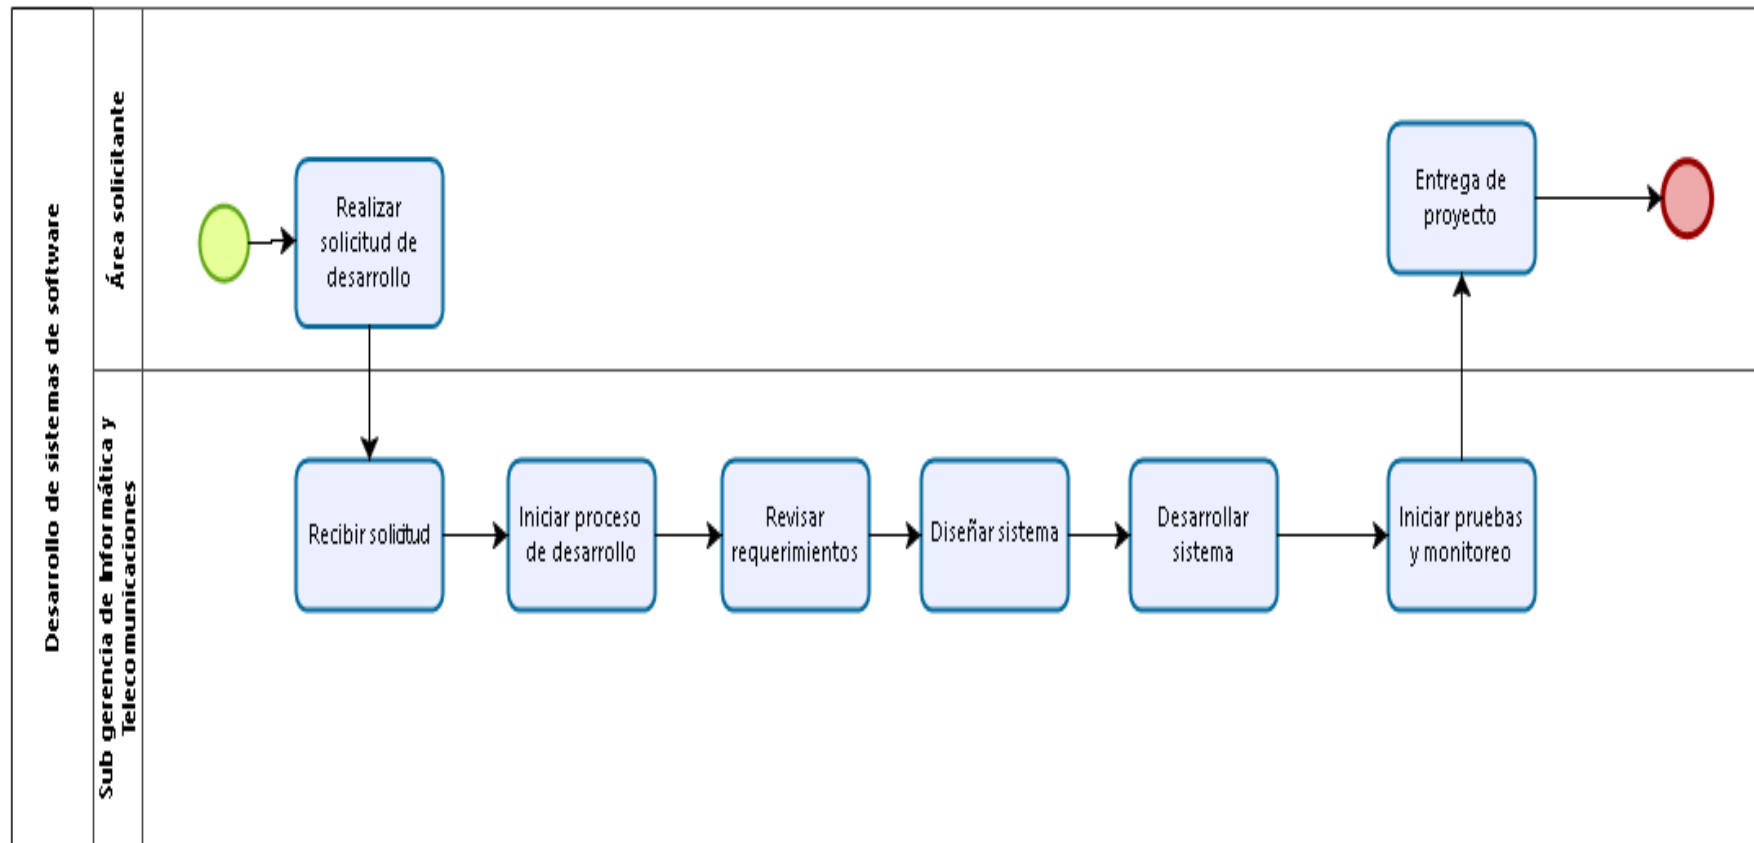 Desarrollo de sistemas de software
Área solicitante
Realizar
solicitud de
desarrollo
Entrega de
proyecto
Sub gerencia de Informática y
Telecomunicaciones
Recibir solicitud
Iniciar proceso
de desarrollo
Revisar
requerimientos
Diseñar sistema
Desarrollar
sistema
Iniciar pruebas
y monitoreo